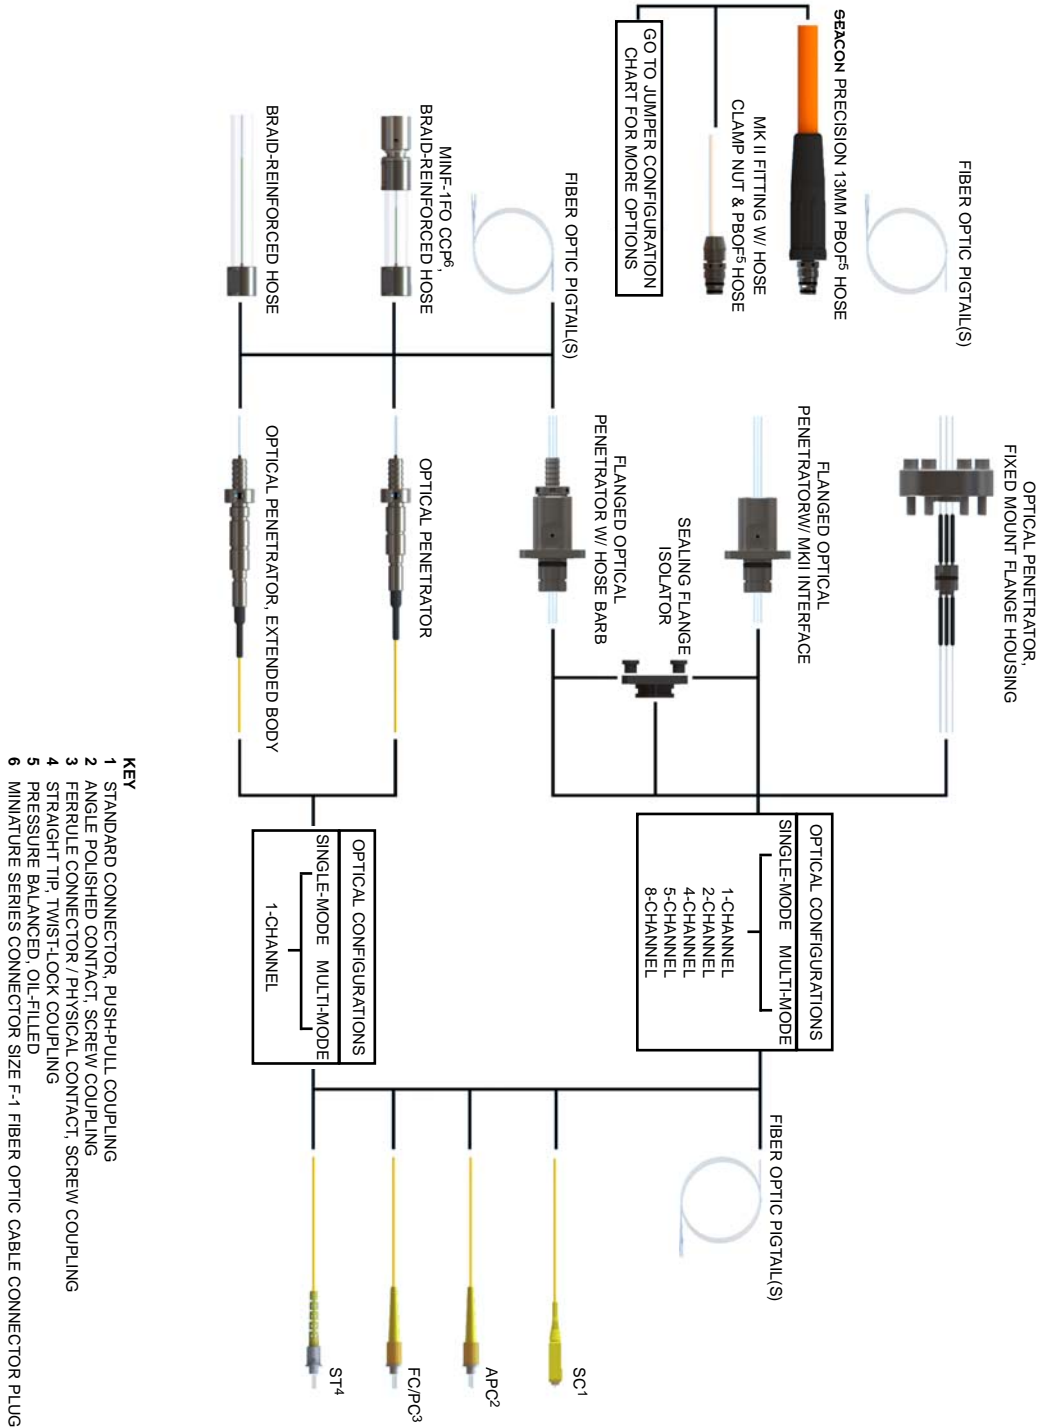 FIBER OPTIC PIGTAIL(S)
SEACON PRECISION 13MM PBOF5 HOSE
MK II FITTING W/ HOSE
CLAMP NUT & PBOF5 HOSE
GO TO JUMPER CONFIGURATION
CHART FOR MORE OPTIONS
FIBER OPTIC PIGTAIL(S)
MINF-1FO CCP6,
BRAID-REINFORCED HOSE
BRAID-REINFORCED HOSE
OPTICAL PENETRATOR,
FIXED MOUNT FLANGE HOUSING
FLANGED OPTICAL
PENETRATORW/ MKII INTERFACE
SEALING FLANGE
ISOLATOR
FLANGED OPTICAL
PENETRATOR W/ HOSE BARB
OPTICAL PENETRATOR
OPTICAL PENETRATOR, EXTENDED BODY
OPTICAL CONFIGURATIONS
SINGLE-MODE MULTI-MODE
1-CHANNEL
2-CHANNEL
4-CHANNEL
5-CHANNEL
8-CHANNEL
OPTICAL CONFIGURATIONS
SINGLE-MODE MULTI-MODE
1-CHANNEL
FIBER OPTIC PIGTAIL(S)
SC1
APC2
FC/PC3
ST4
KEY
1 STANDARD CONNECTOR, PUSH-PULL COUPLING
2 ANGLE POLISHED CONTACT, SCREW COUPLING
3 FERRULE CONNECTOR / PHYSICAL CONTACT, SCREW COUPLING
4 STRAIGHT TIP, TWIST-LOCK COUPLING
5 PRESSURE BALANCED, OIL-FILLED
6 MINIATURE SERIES CONNECTOR SIZE F-1 FIBER OPTIC CABLE CONNECTOR PLUG